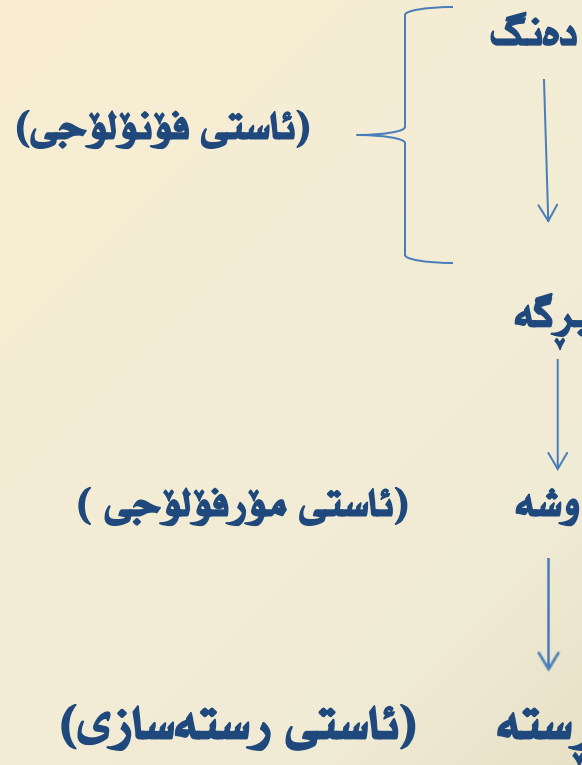 دەنگ
(ئاستی فۆنۆلۆجی)
بڕگە
وشە (ئاستی مۆرفۆلۆجی )
ڕستە (ئاستی رستەسازی)